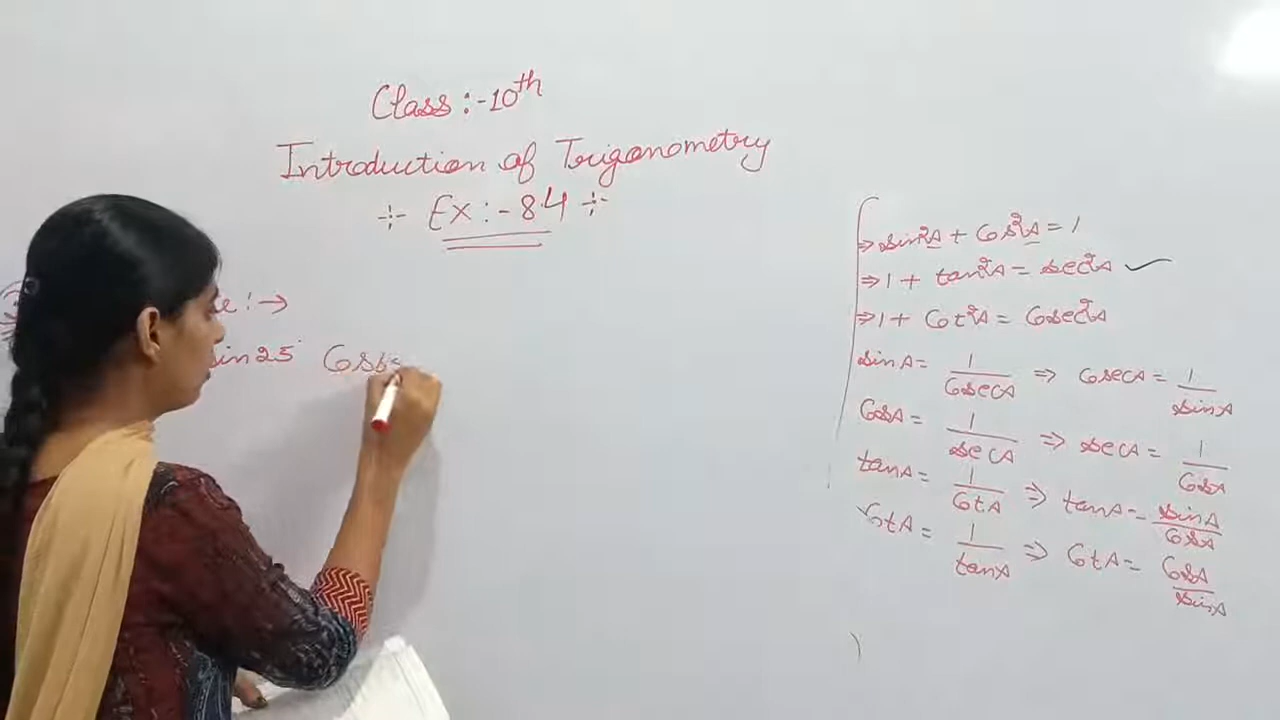 Class :- 10th
Introduction of Trigonometry
Ex :- 8.4
:→
sin 25°
⇒ sin²A + Cos²A = 1
⇒ 1 + tan²A = sec²A ✓
⇒ 1 + Cot²A = Cosec²A
sinA = 1/CosecA ⇒ CosecA = 1/sinA
CosA = 1/secA ⇒ secA = 1/CosA
tanA = 1/CotA ⇒ tanA = sinA/CosA
CotA = 1/tanA ⇒ CotA = CosA/sinA